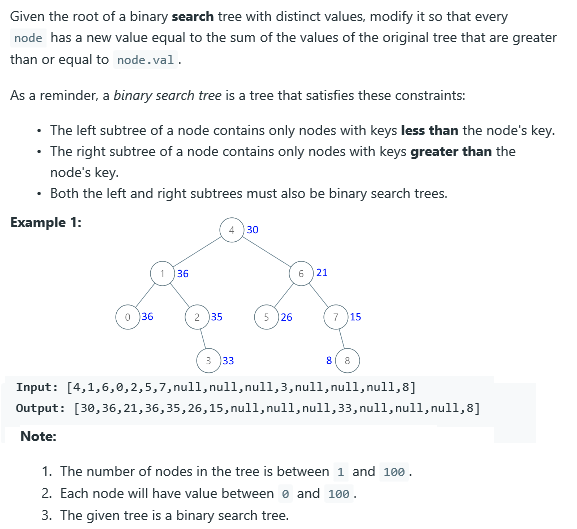 Given the root of a binary search tree with distinct values, modify it so that every
node has a new value equal to the sum of the values of the original tree that are greater
than or equal to node.val.
As a reminder, a binary search tree is a tree that satisfies these constraints:
• The left subtree of a node contains only nodes with keys less than the node's key.
• The right subtree of a node contains only nodes with keys greater than the
node's key.
• Both the left and right subtrees must also be binary search trees.
Example 1:
4 30
1 36 6 21
0 36 2 35 5 26 7 15
3 33 8 8
Input: [4,1,6,0,2,5,7,null,null,null,3,null,null,null,8]
Output: [30,36,21,36,35,26,15,null,null,null,33,null,null,null,8]
Note:
1. The number of nodes in the tree is between 1 and 100.
2. Each node will have value between 0 and 100.
3. The given tree is a binary search tree.